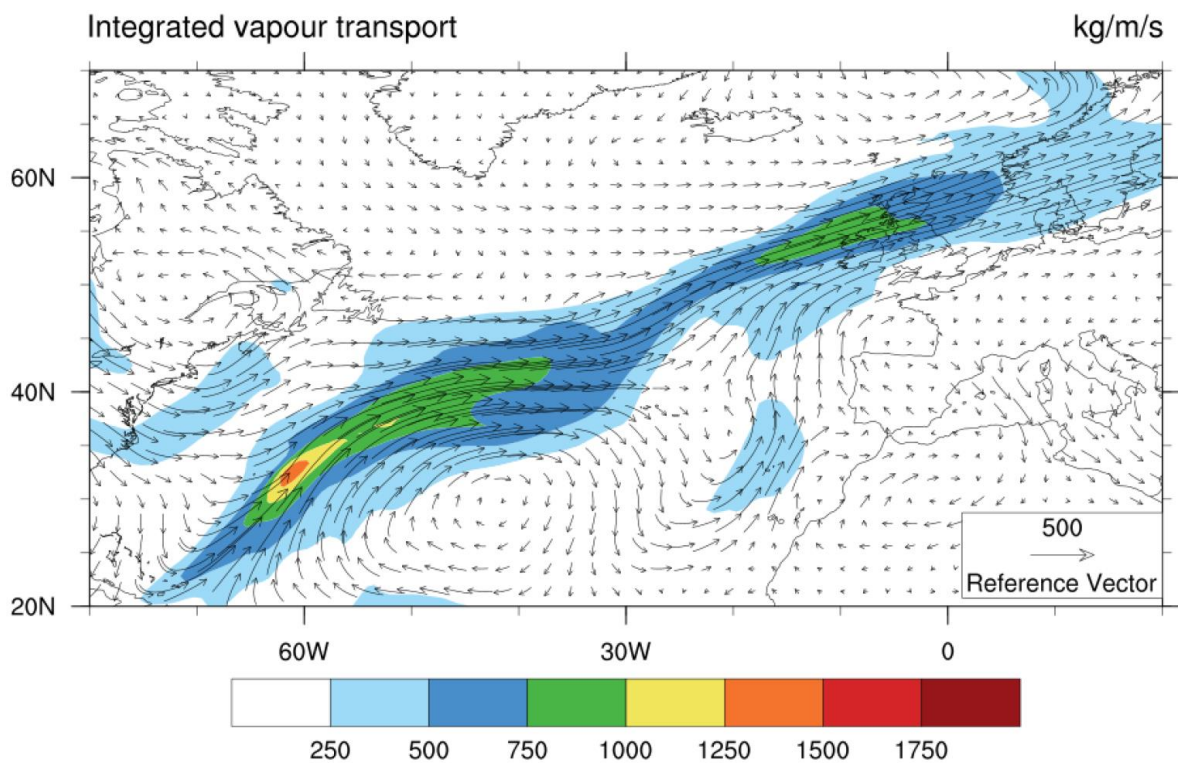 Integrated vapour transport
kg/m/s
60N
40N
20N
500
Reference Vector
60W
30W
0
250
500
750
1000
1250
1500
1750